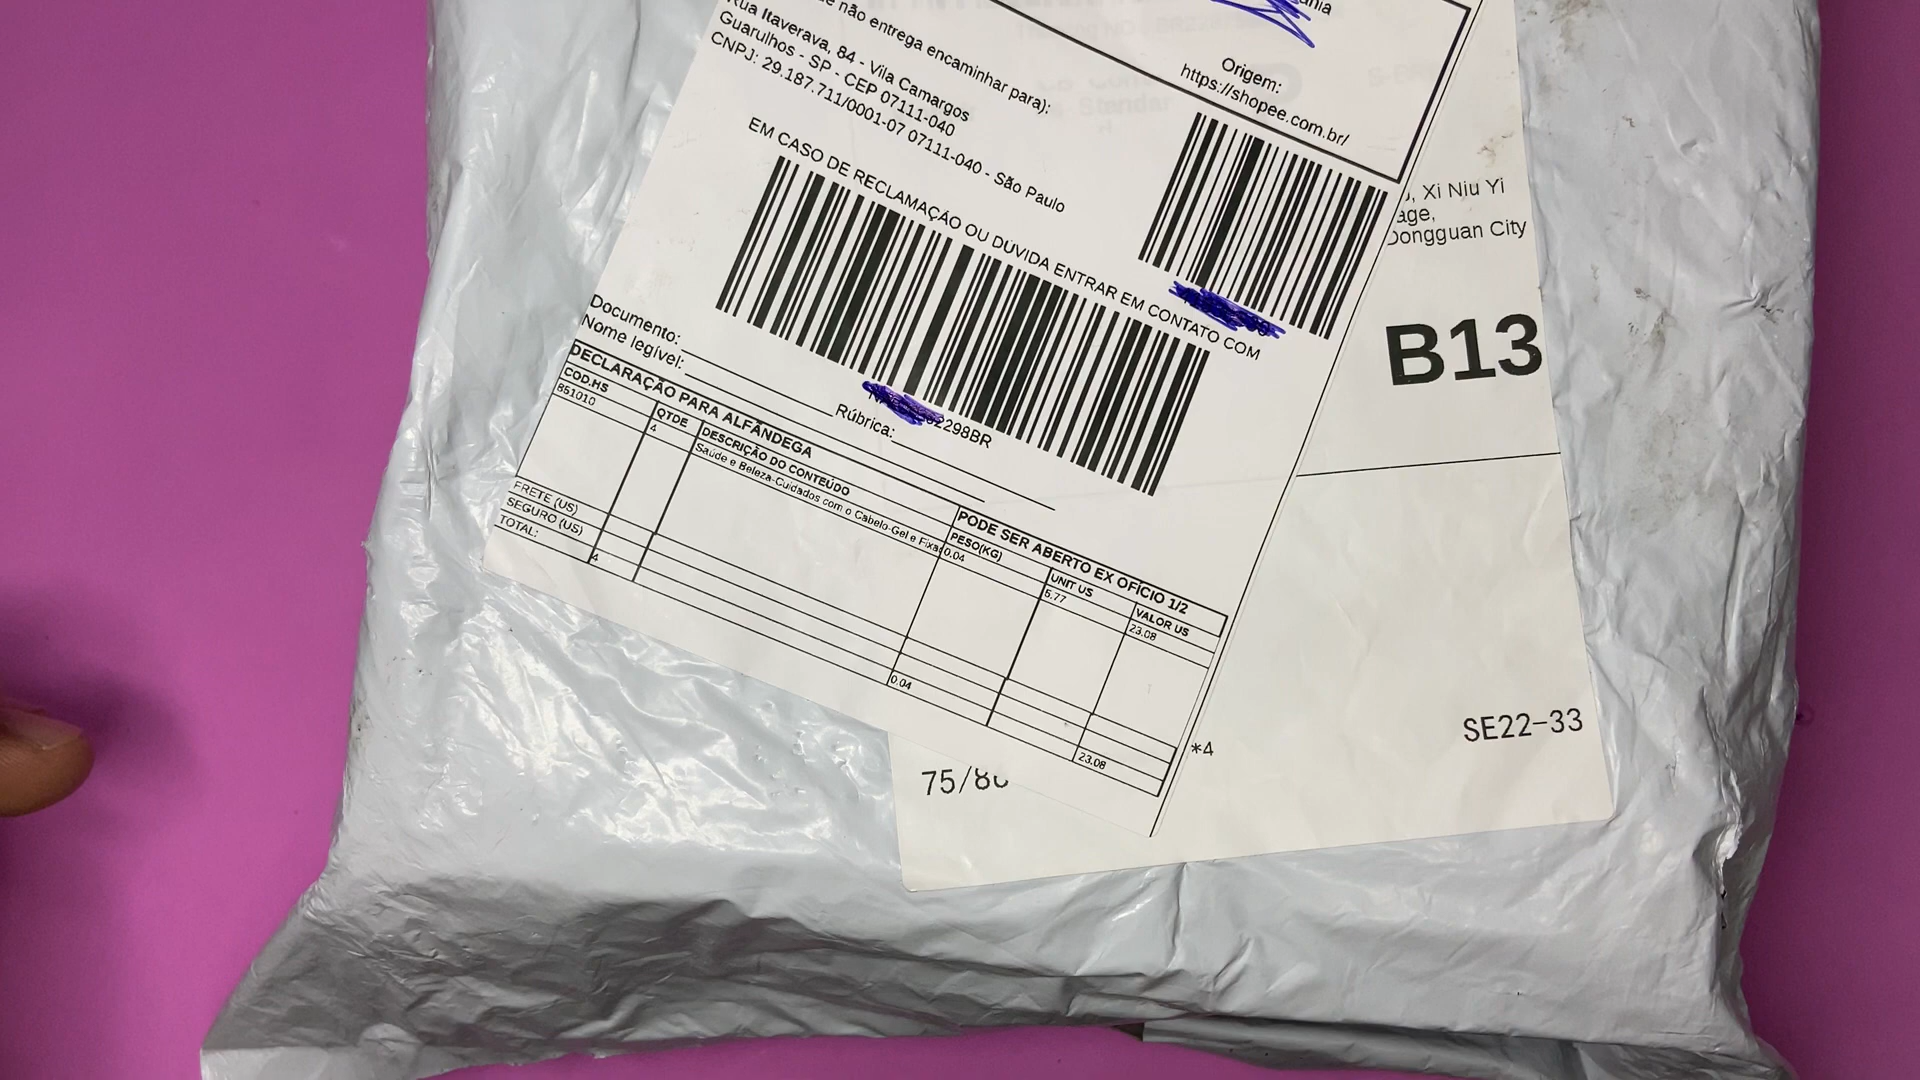 não entrega encaminhar para):
Rua Itaverava, 84 - Vila Camargos
Guarulhos - SP - CEP 07111-040
CNPJ: 29.187.711/0001-07 07111-040 - São Paulo
Origem:
https://shopee.com.br/
EM CASO DE RECLAMAÇÃO OU DÚVIDA ENTRAR EM CONTATO COM
2298BR
Documento:
Nome legível:
Rúbrica:
DECLARAÇÃO PARA ALFÂNDEGA
PODE SER ABERTO EX OFÍCIO 1/2
COD.HS QTDE DESCRIÇÃO DO CONTEÚDO PESO(KG) UNIT US VALOR US
851010 4 Saúde e Beleza-Cuidados com o Cabelo-Gel e Fixa 0.04 5.77 23.08
FRETE (US)
SEGURO (US)
TOTAL: 4 0.04 23.08
Xi Niu Yi
Dongguan City
B13
SE22-33
*4
75/80